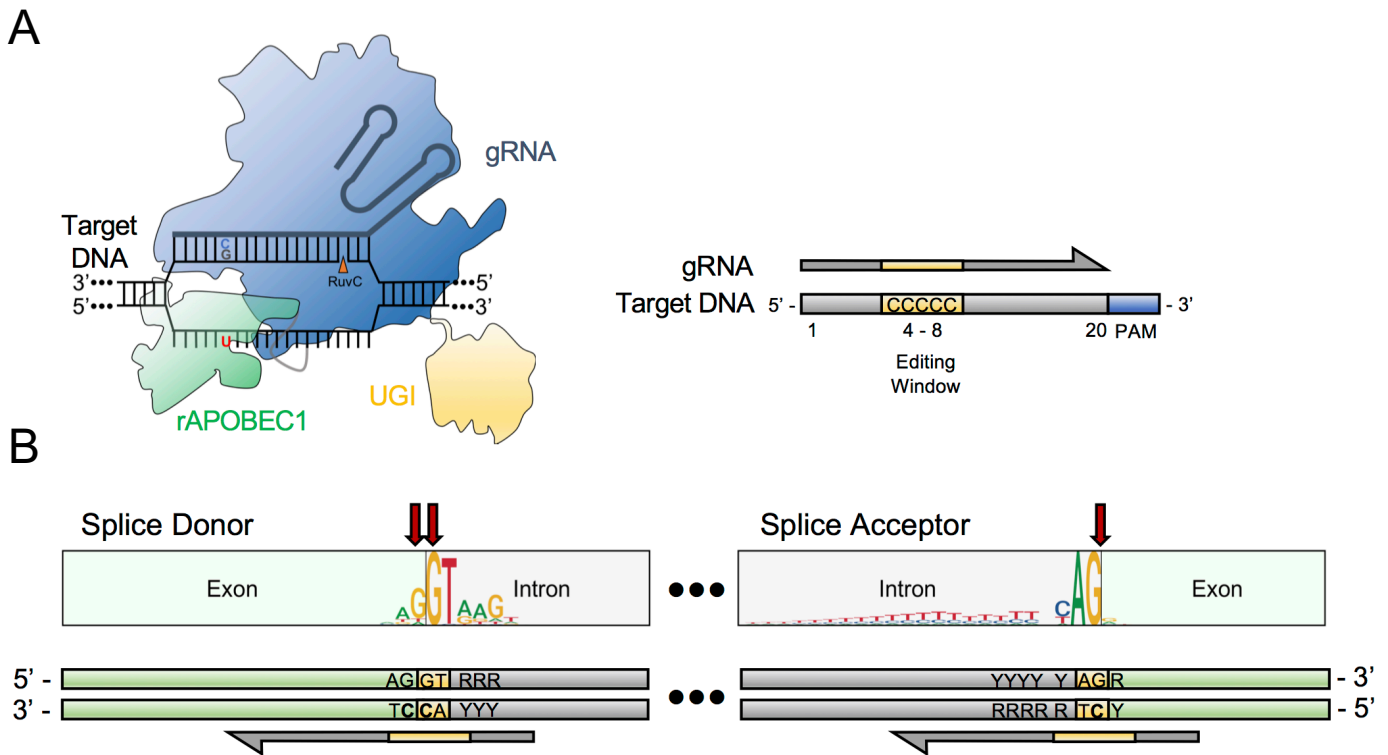 A
gRNA
Target
DNA
C
G
3’ 5’
RuvC
5’ 3’
U
UGI
rAPOBEC1
gRNA
Target DNA 5’ - CCCCC - 3’
1 4 - 8 20 PAM
Editing
Window
B
Splice Donor Splice Acceptor
Exon AGGTAAG Intron Intron CAG Exon
5’ - AG GT RRR YYYY Y AG R - 3’
3’ - TC CA YYY RRRR R TC Y - 5’